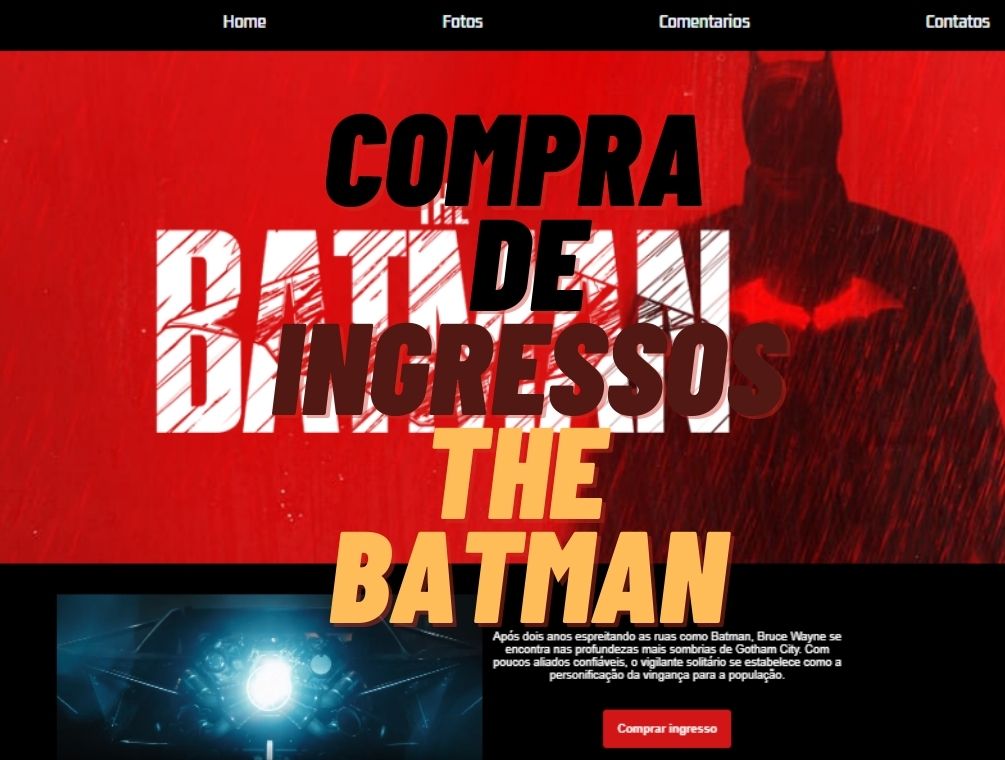 Home Fotos Comentarios Contatos
COMPRA
THE
DE
BATMAN
INGRESSOS
THE
BATMAN
Após dois anos espreitando as ruas como Batman, Bruce Wayne se
encontra nas profundezas mais sombrias de Gotham City. Com
poucos aliados confiáveis, o vigilante solitário se estabelece como a
personificação da vingança para a população.
Comprar ingresso